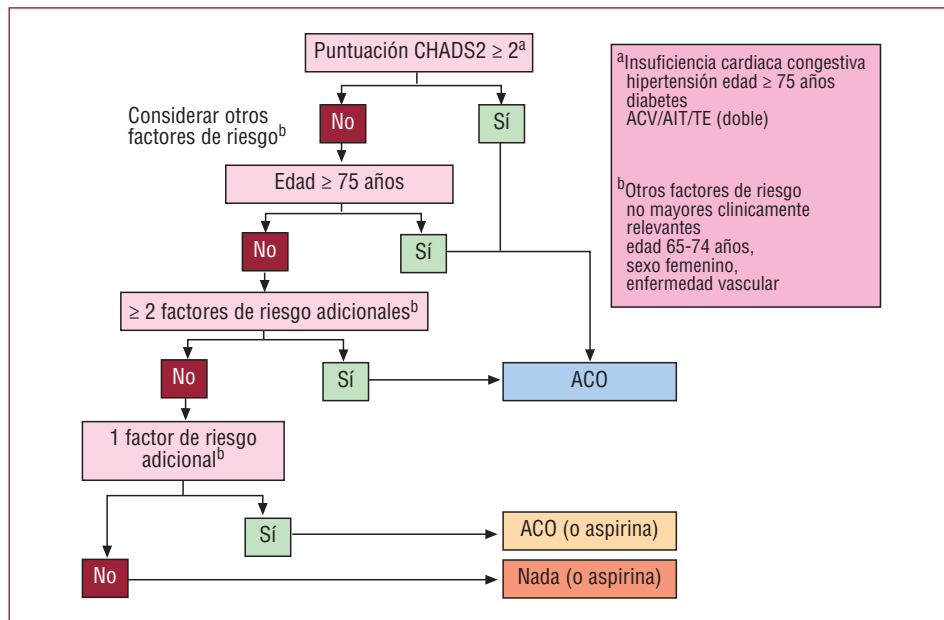 Puntuación CHADS2 ≥ 2ª
Considerar otros
factores de riesgoᵇ
No
Sí
Edad ≥ 75 años
No
Sí
≥ 2 factores de riesgo adicionalesᵇ
No
Sí
ACO
1 factor de riesgo
adicionalᵇ
Sí
ACO (o aspirina)
No
Nada (o aspirina)
ªInsuficiencia cardiaca congestiva
hipertensión edad ≥ 75 años
diabetes
ACV/AIT/TE (doble)
ᵇOtros factores de riesgo
no mayores clinicamente
relevantes
edad 65-74 años,
sexo femenino,
enfermedad vascular